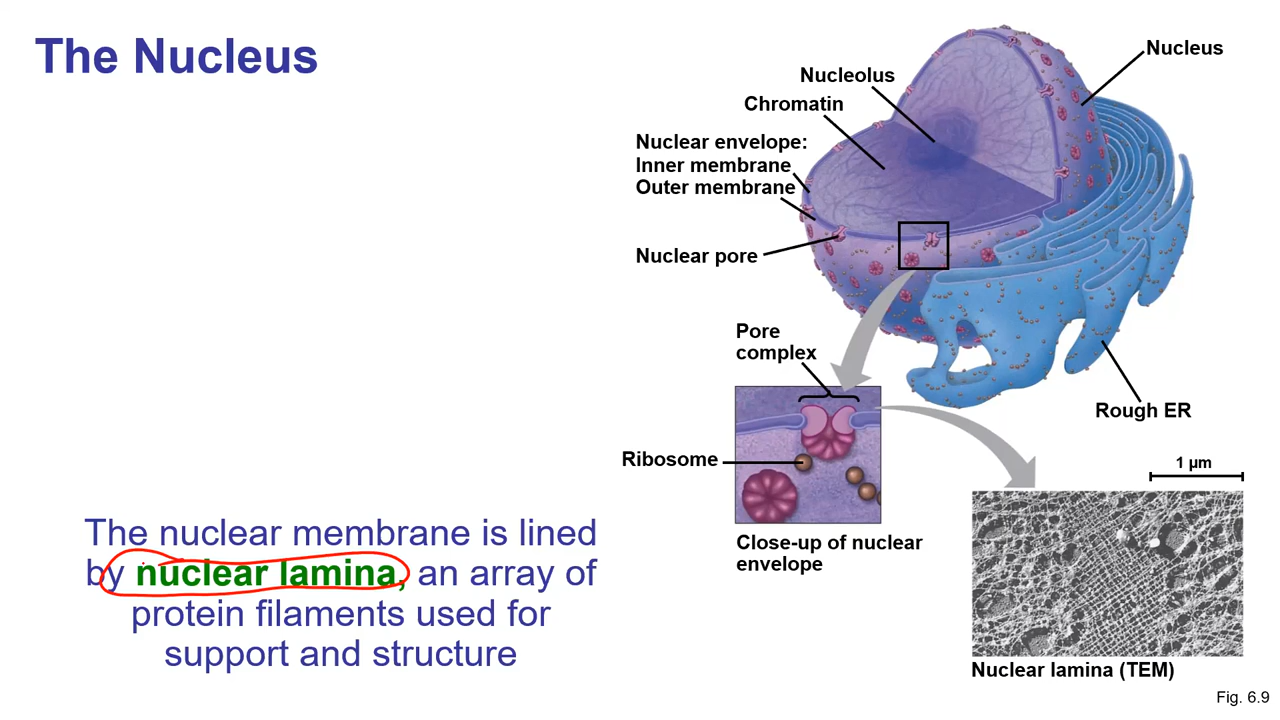 The Nucleus
Nucleus
Nucleolus
Chromatin
Nuclear envelope:
Inner membrane
Outer membrane
Nuclear pore
Pore
complex
Rough ER
Ribosome
1 µm
Close-up of nuclear
envelope
Nuclear lamina (TEM)
The nuclear membrane is lined
by nuclear lamina, an array of
protein filaments used for
support and structure
Fig. 6.9